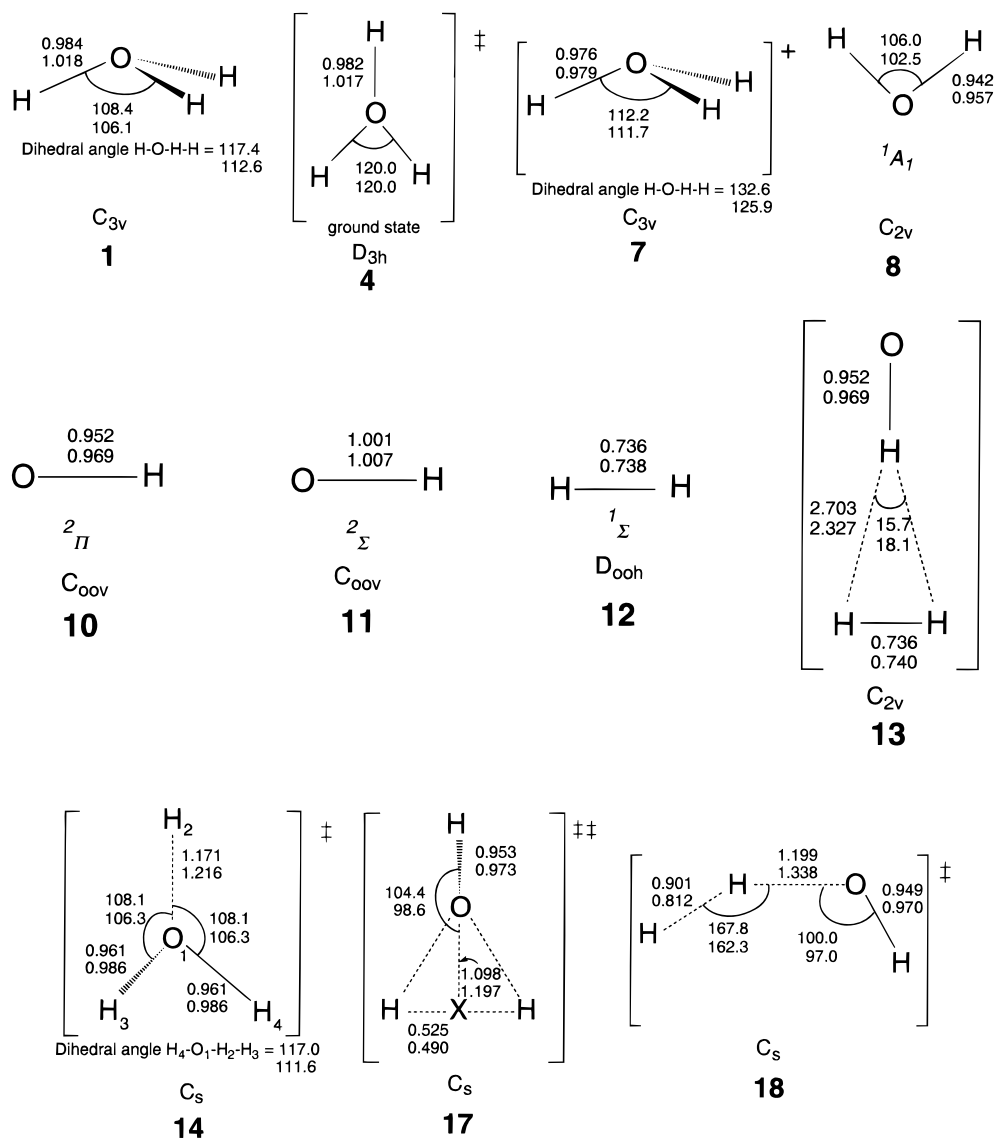 H
0.984
1.018
O
H
H
H
108.4
106.1
Dihedral angle H-O-H-H = 117.4
112.6
C3v
1
H
‡
0.982
1.017
O
H
H
120.0
120.0
ground state
D3h
4
+
0.976
0.979
O
H
H
H
112.2
111.7
Dihedral angle H-O-H-H = 132.6
125.9
C3v
7
H
H
106.0
102.5
0.942
0.957
O
1A1
C2v
8
0.952
0.969
O
H
2Π
C∞v
10
1.001
1.007
O
H
2Σ
C∞v
11
0.736
0.738
H
H
1Σ
D∞h
12
O
0.952
0.969
H
2.703
2.327
15.7
18.1
H
H
0.736
0.740
C2v
13
H2
‡
1.171
1.216
108.1
106.3
108.1
106.3
O1
0.961
0.986
0.961
0.986
H3
H4
Dihedral angle H4-O1-H2-H3 = 117.0
111.6
Cs
14
H
‡‡
0.953
0.973
104.4
98.6
O
1.098
1.197
H
X
H
0.525
0.490
Cs
17
‡
1.199
1.338
0.901
0.812
H
O
0.949
0.970
H
167.8
162.3
100.0
97.0
H
Cs
18